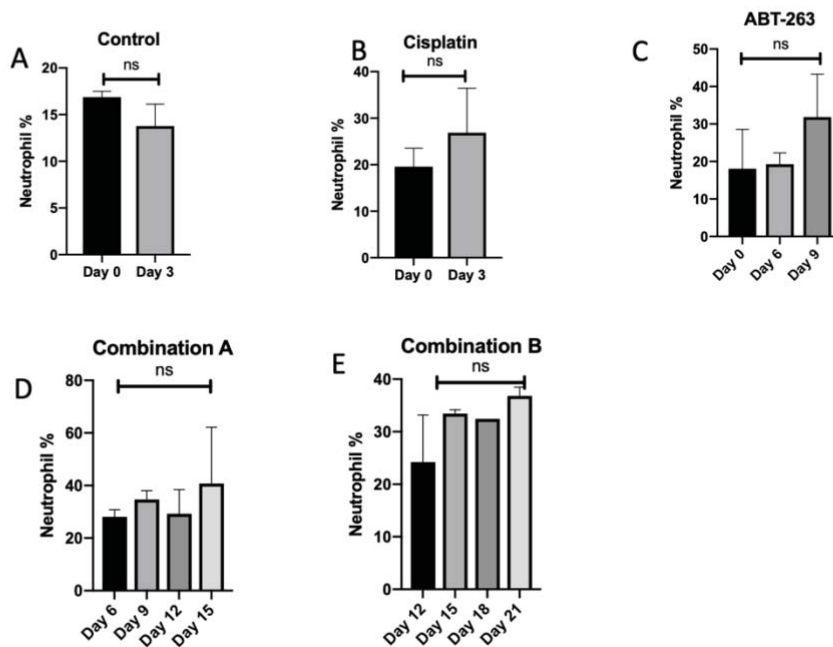 A
Control
ns
Neutrophil %
20
15
10
5
0
Day 0
Day 3
B
Cisplatin
ns
Neutrophil %
40
30
20
10
0
Day 0
Day 3
C
ABT-263
ns
Neutrophil %
50
40
30
20
10
0
Day 0
Day 6
Day 9
D
Combination A
ns
Neutrophil %
80
60
40
20
0
Day 6
Day 9
Day 12
Day 15
E
Combination B
ns
Neutrophil %
40
30
20
10
0
Day 12
Day 15
Day 18
Day 21